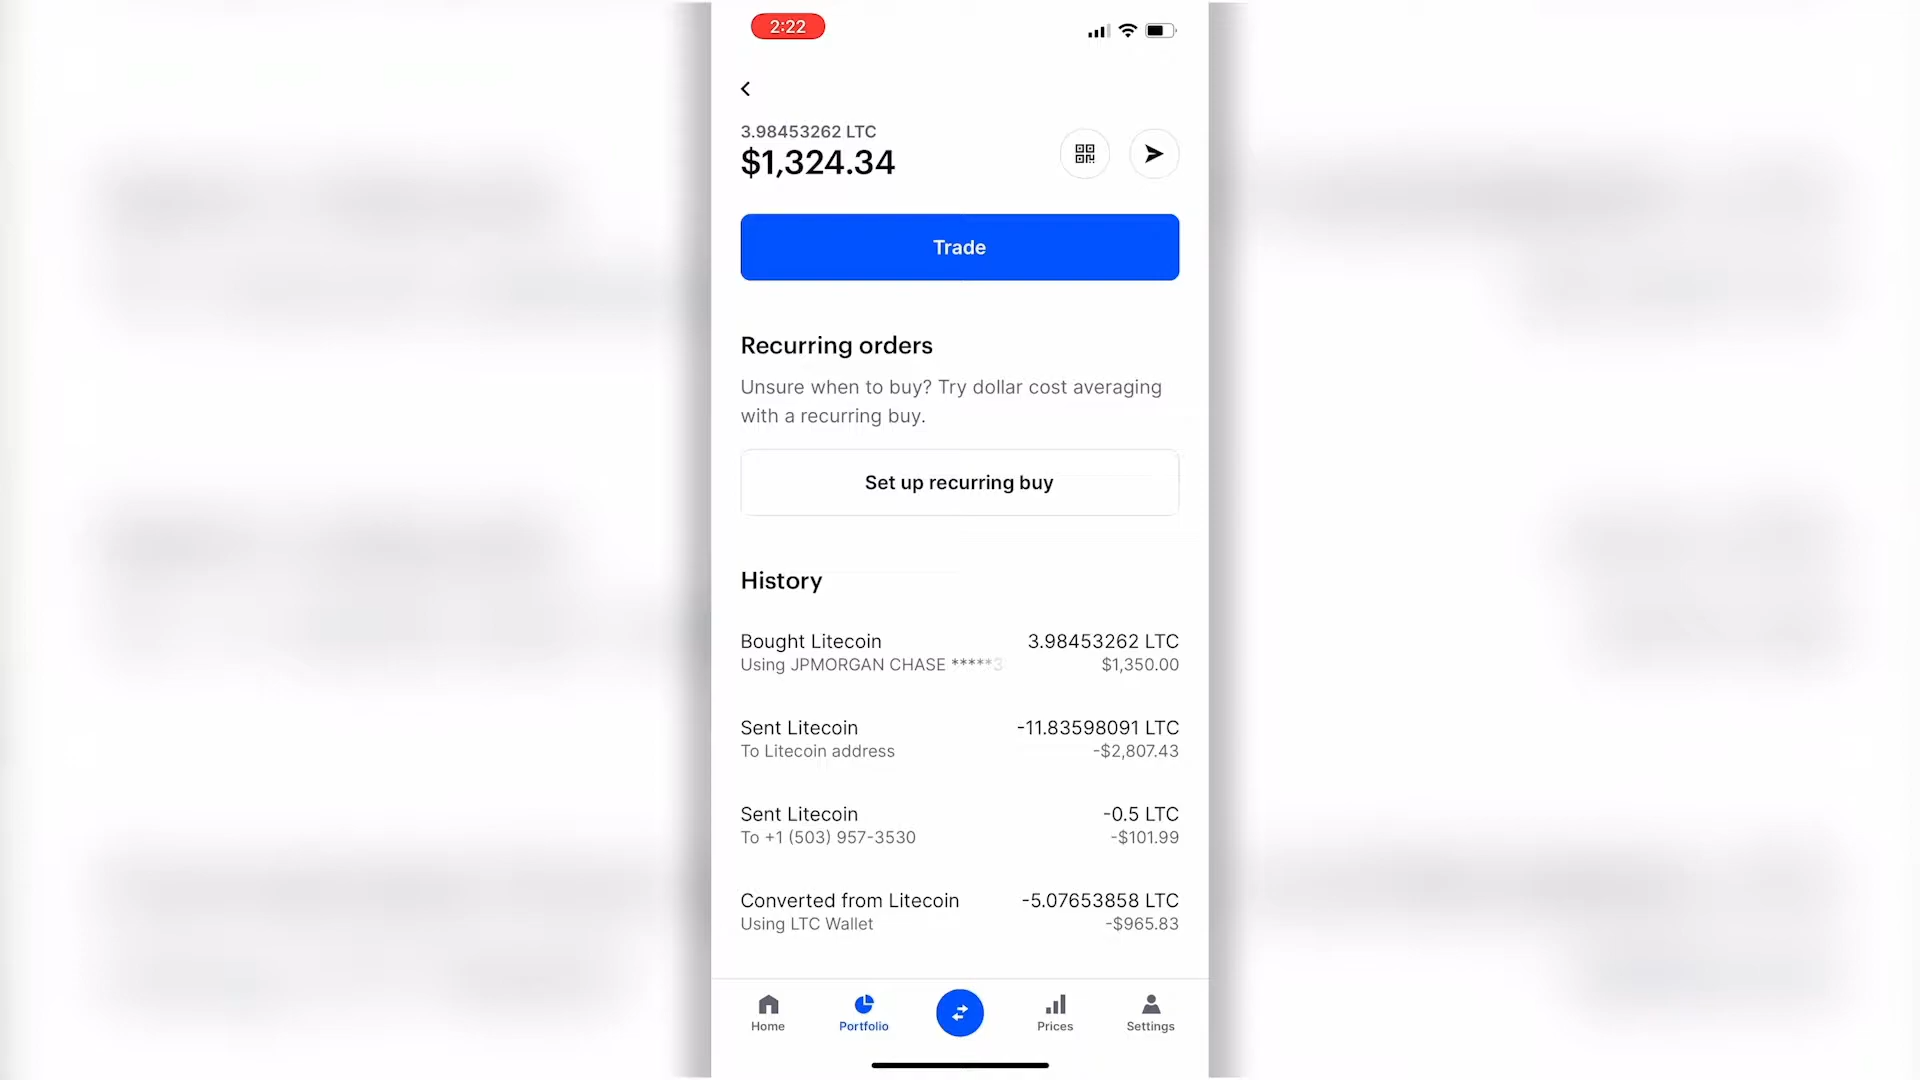 2:22
3.98453262 LTC
$1,324.34
Trade
Recurring orders
Unsure when to buy? Try dollar cost averaging
with a recurring buy.
Set up recurring buy
History
Bought Litecoin 3.98453262 LTC
Using JPMORGAN CHASE *****3 $1,350.00
Sent Litecoin -11.83598091 LTC
To Litecoin address -$2,807.43
Sent Litecoin -0.5 LTC
To +1 (503) 957-3530 -$101.99
Converted from Litecoin -5.07653858 LTC
Using LTC Wallet -$965.83
Home Portfolio Prices Settings